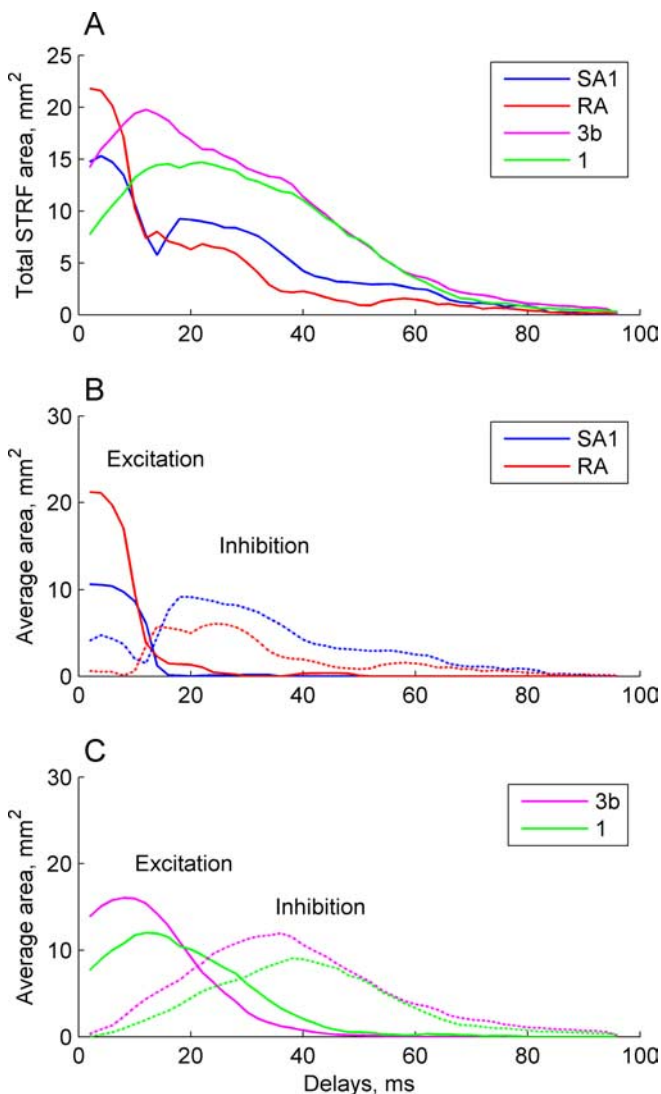 A
Total STRF area, mm²
25
20
15
10
5
0
SA1
RA
3b
1
0 20 40 60 80 100
B
Average area, mm²
30
20
10
0
Excitation
Inhibition
SA1
RA
0 20 40 60 80 100
C
Average area, mm²
30
20
10
0
Excitation
Inhibition
3b
1
0 20 40 60 80 100
Delays, ms